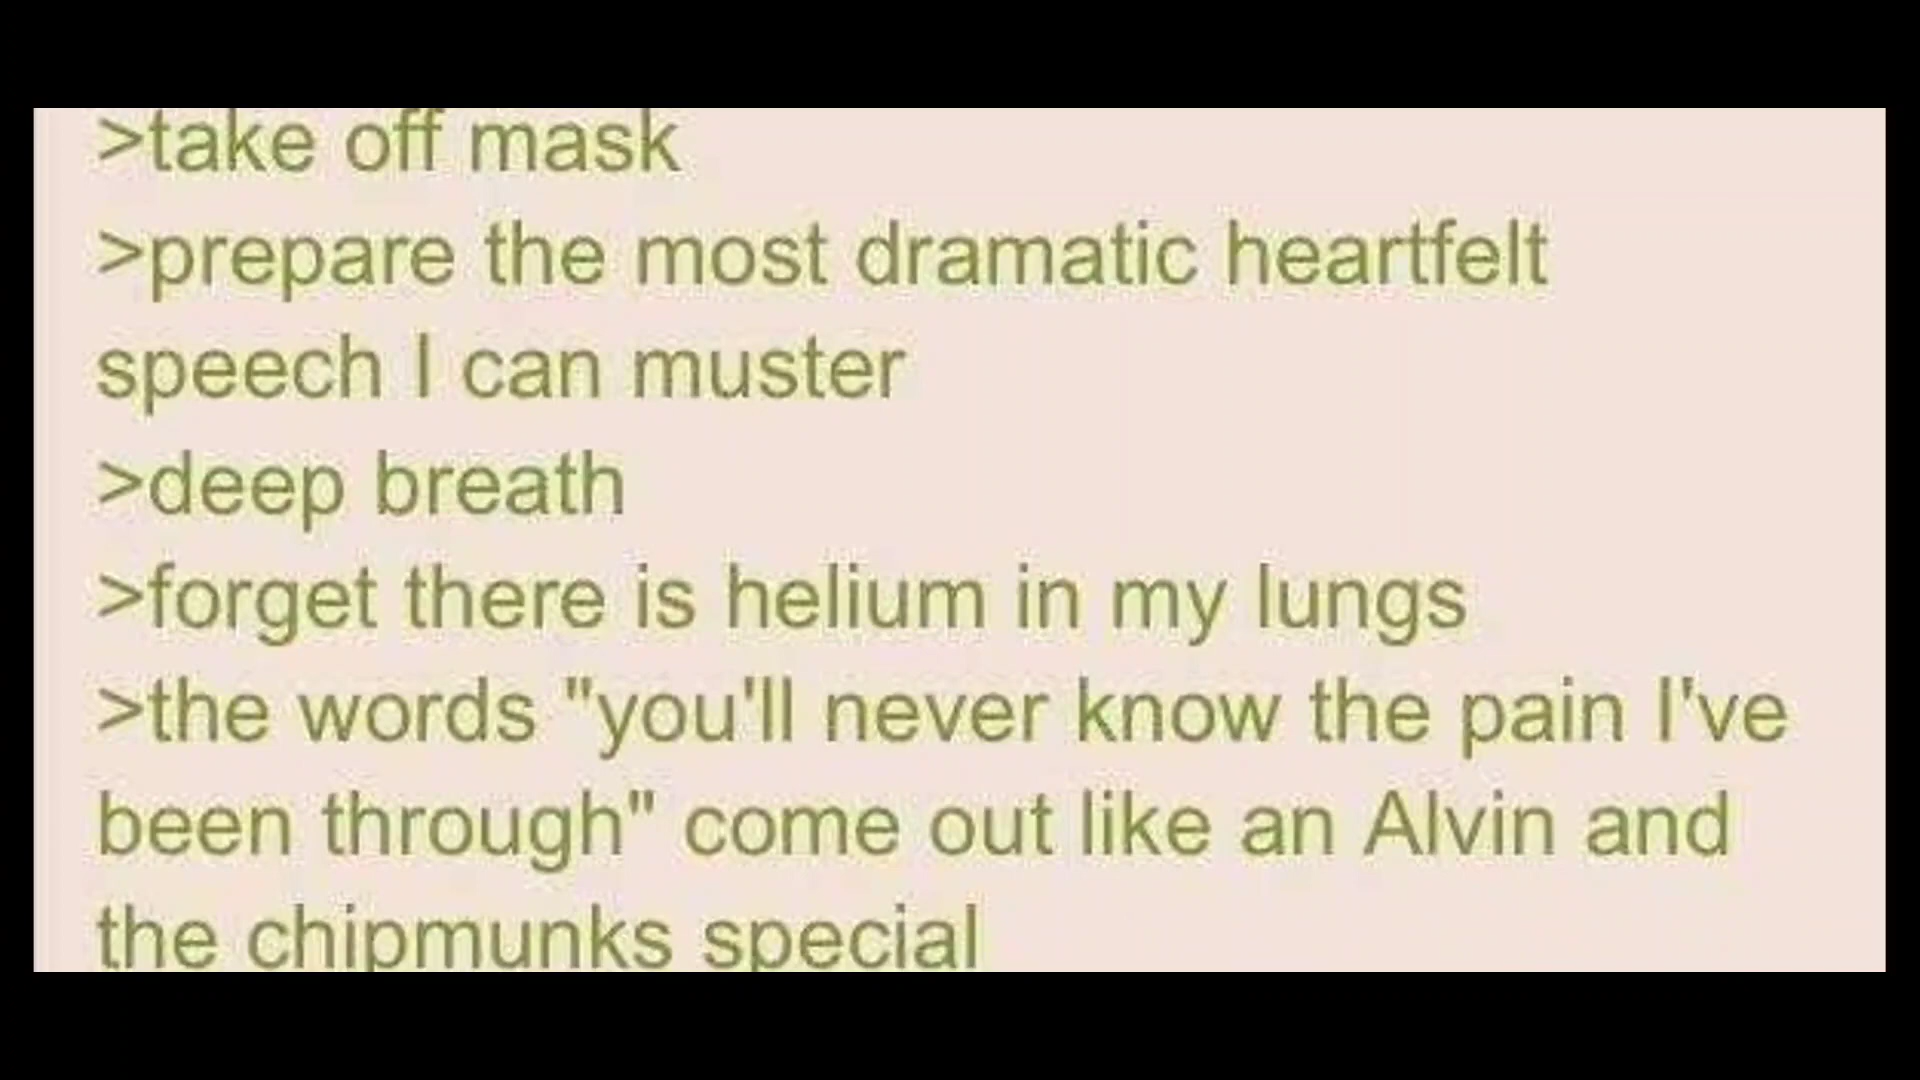 >take off mask
>prepare the most dramatic heartfelt
speech I can muster
>deep breath
>forget there is helium in my lungs
>the words "you'll never know the pain I've
been through" come out like an Alvin and
the chipmunks special